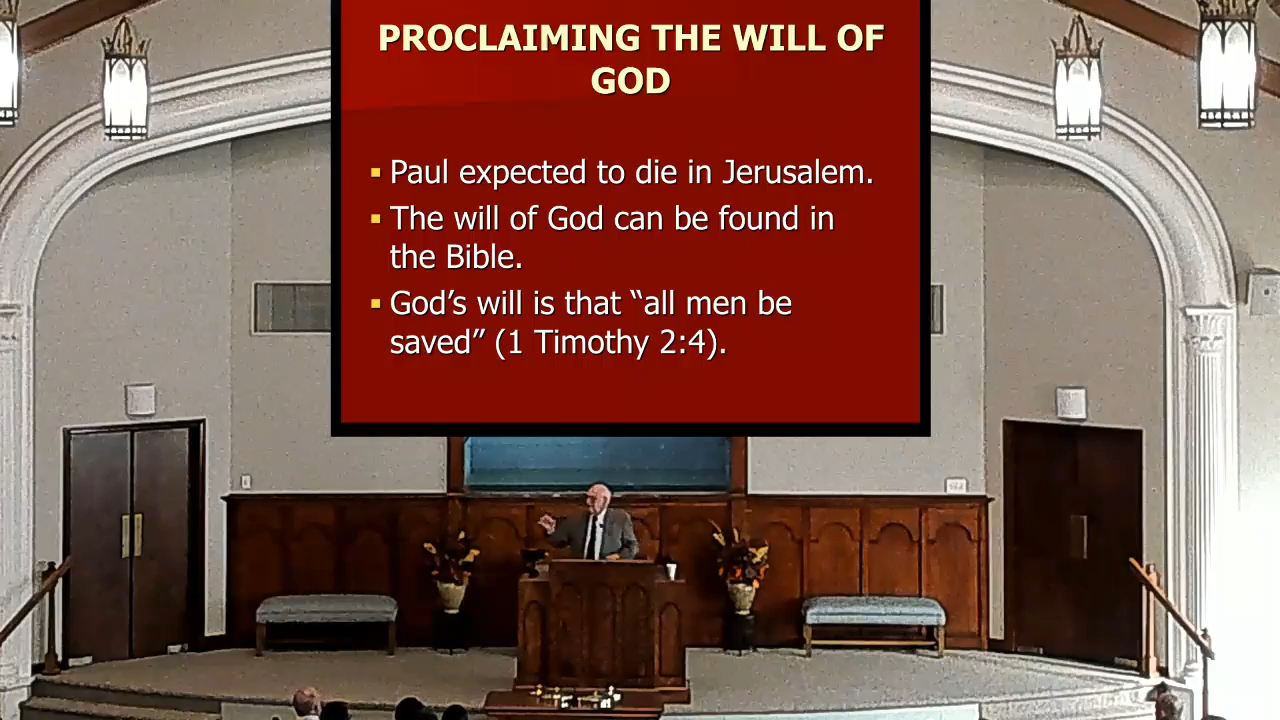 PROCLAIMING THE WILL OF
GOD
▪ Paul expected to die in Jerusalem.
▪ The will of God can be found in
the Bible.
▪ God’s will is that “all men be
saved” (1 Timothy 2:4).